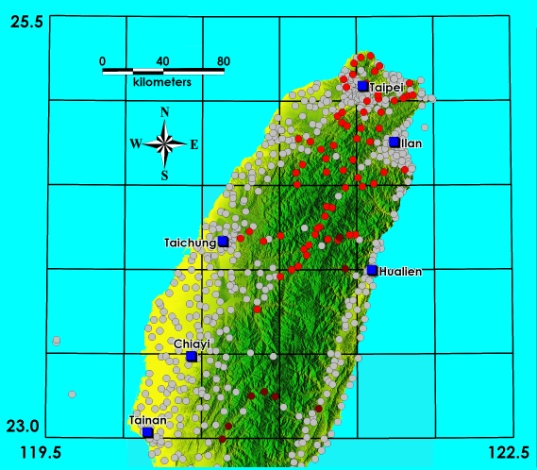 25.5
0 40 80
kilometers
Taipei
N
W E
S
Ilan
Taichung
Hualien
Chiayi
Tainan
23.0
119.5 122.5